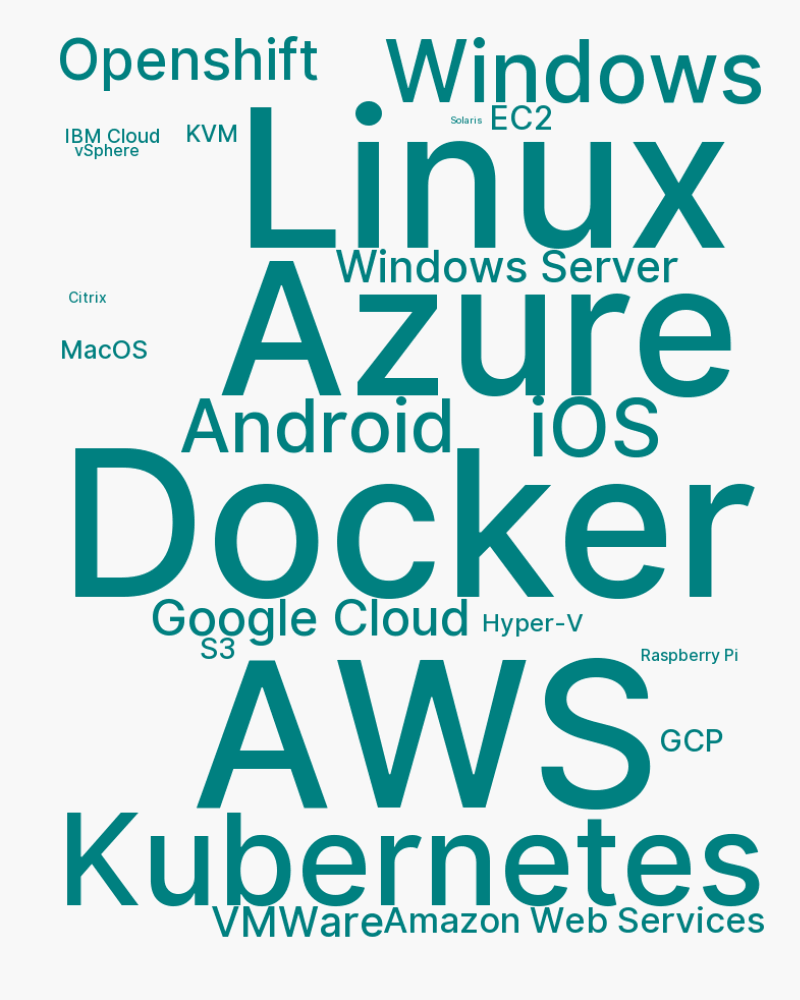 Openshift
Windows
Solaris
EC2
IBM Cloud
KVM
vSphere
Linux
Windows Server
Citrix
Azure
MacOS
Android
iOS
Docker
Google Cloud
Hyper-V
S3
Raspberry Pi
AWS
GCP
Kubernetes
VMWare
Amazon Web Services